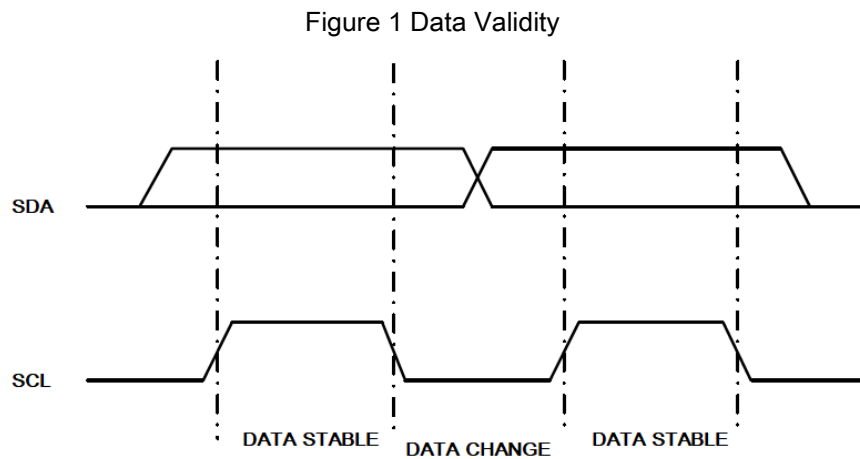 Figure 1 Data Validity
SDA
SCL
DATA STABLE
DATA CHANGE
DATA STABLE